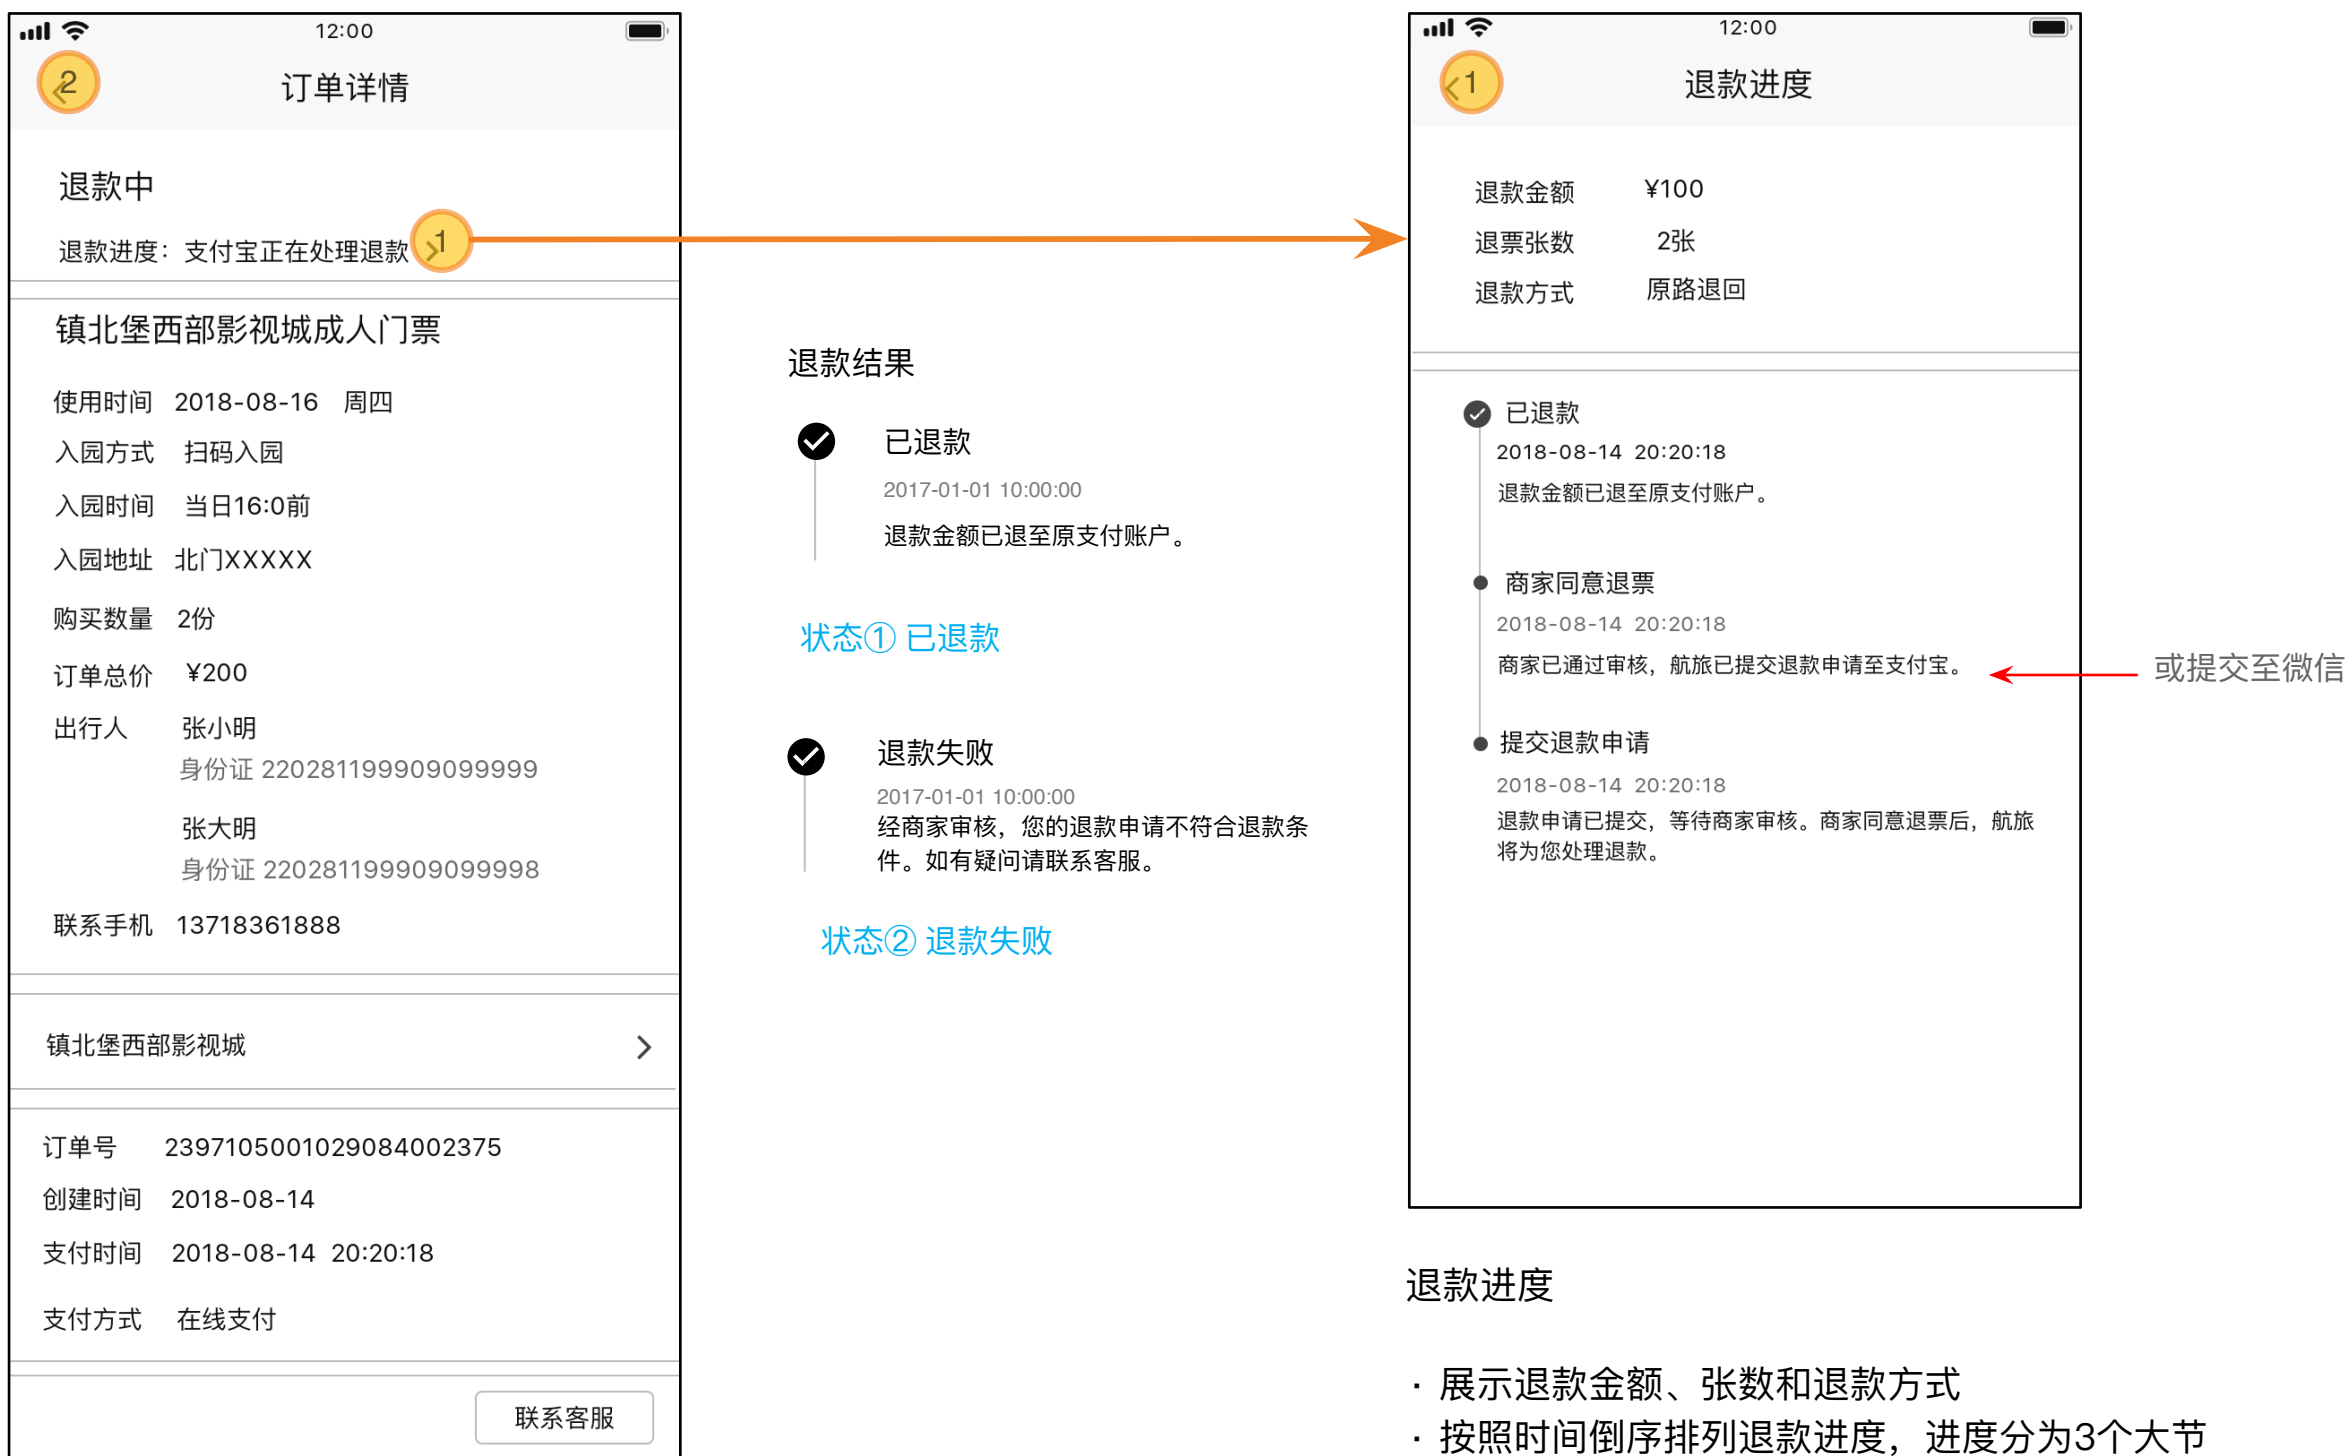 12:00
2
订单详情
退款中
退款进度：支付宝正在处理退款
1
镇北堡西部影视城成人门票
使用时间 2018-08-16 周四
入园方式 扫码入园
入园时间 当日16:0前
入园地址 北门XXXXX
购买数量 2份
订单总价 ¥200
出行人 张小明
身份证 220281199909099999
张大明
身份证 220281199909099998
联系手机 13718361888
镇北堡西部影视城
订单号 2397105001029084002375
创建时间 2018-08-14
支付时间 2018-08-14 20:20:18
支付方式 在线支付
联系客服
退款结果
已退款
2017-01-01 10:00:00
退款金额已退至原支付账户。
状态① 已退款
退款失败
2017-01-01 10:00:00
经商家审核，您的退款申请不符合退款条
件。如有疑问请联系客服。
状态② 退款失败
12:00
1
退款进度
退款金额 ¥100
退票张数 2张
退款方式 原路退回
已退款
2018-08-14 20:20:18
退款金额已退至原支付账户。
商家同意退票
2018-08-14 20:20:18
商家已通过审核，航旅已提交退款申请至支付宝。
或提交至微信
提交退款申请
2018-08-14 20:20:18
退款申请已提交，等待商家审核。商家同意退票后，航旅
将为您处理退款。
退款进度
· 展示退款金额、张数和退款方式
· 按照时间倒序排列退款进度，进度分为3个大节